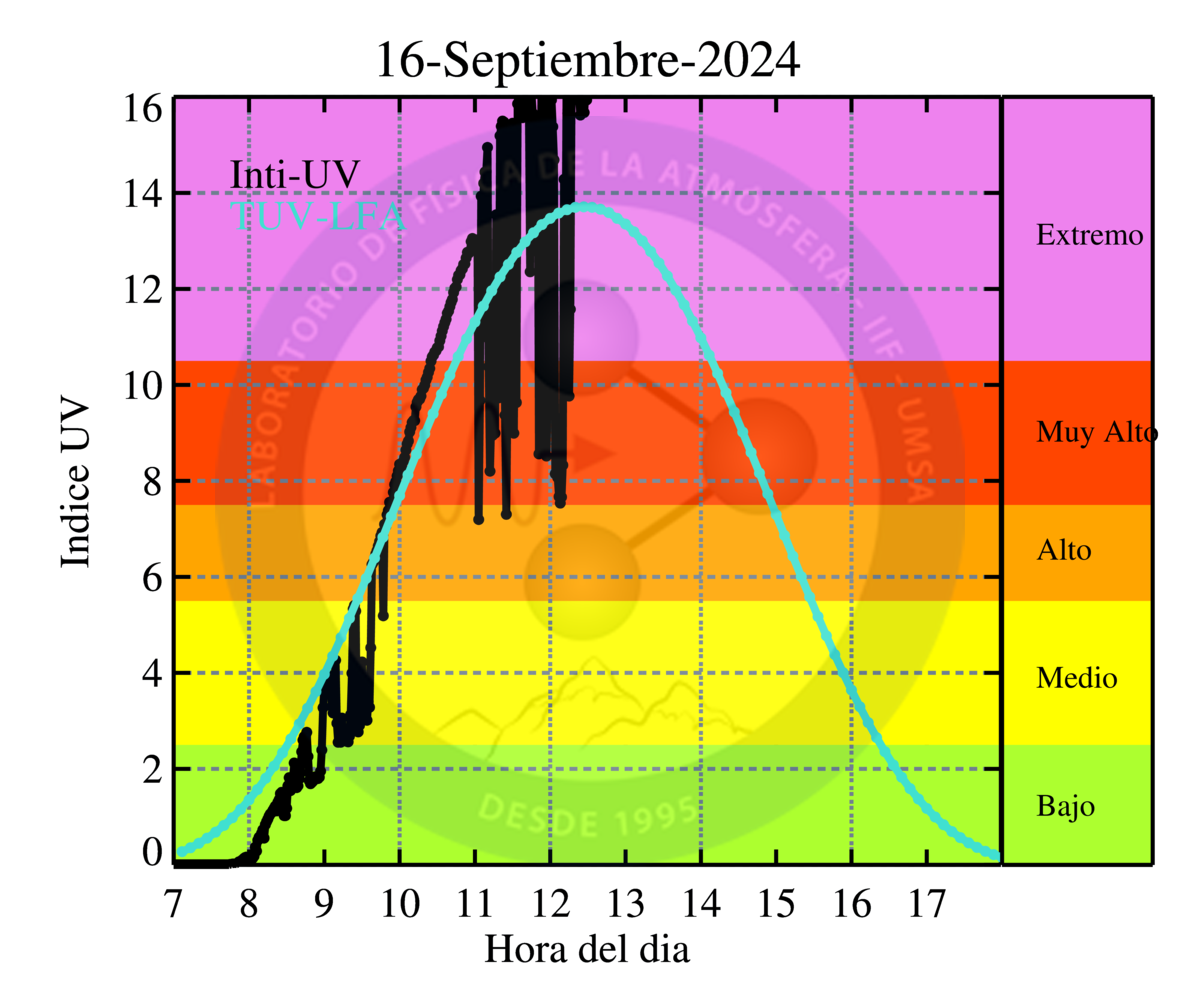 16-Septiembre-2024
Inti-UV
TUV-LFA
LABORATORIO DE FÍSICA DE LA ATMÓSFERA - IIF - UMSA
DESDE 1995
Indice UV
16
14
12
10
8
6
4
2
0
Extremo
Muy Alto
Alto
Medio
Bajo
7 8 9 10 11 12 13 14 15 16 17
Hora del dia